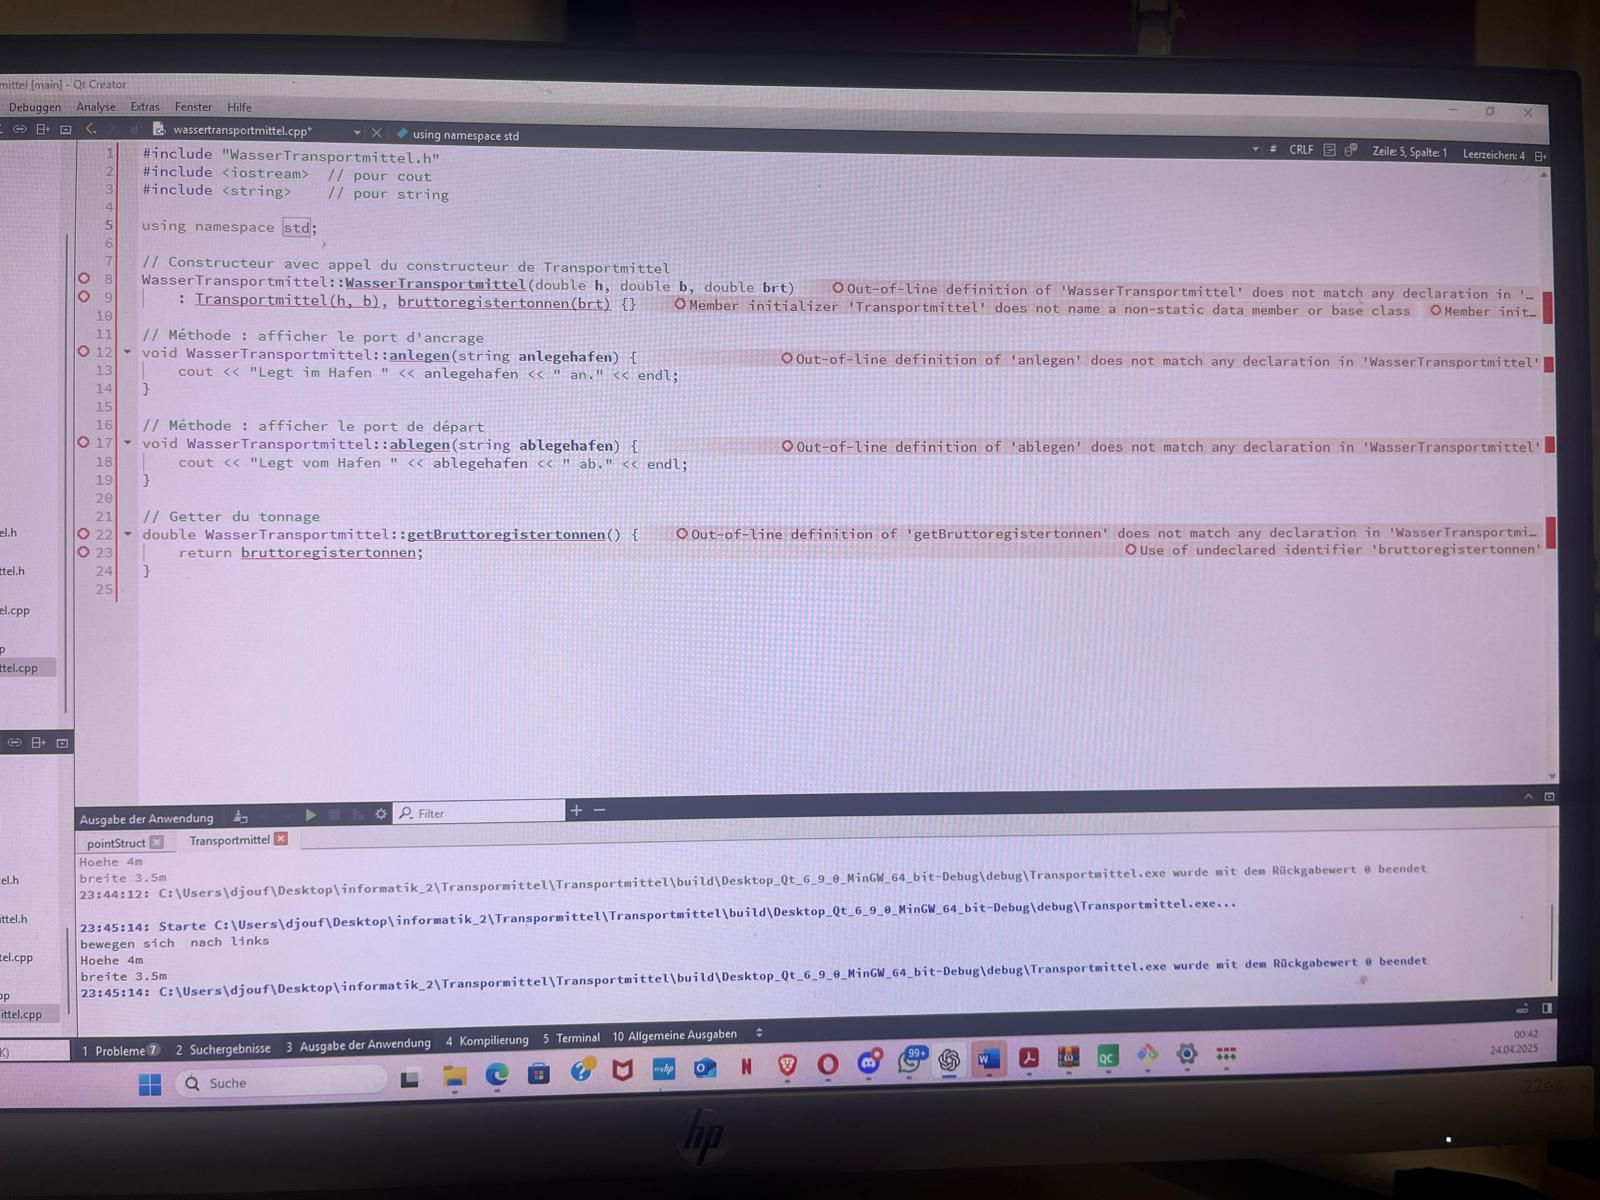 mittel [main] - Qt Creator
Debuggen Analyse Extras Fenster Hilfe
wassertransportmittel.cpp* using namespace std
# CRLF Zeile: 5, Spalte: 1 Leerzeichen: 4
1 #include "WasserTransportmittel.h"
2 #include <iostream> // pour cout
3 #include <string> // pour string
4
5 using namespace std;
6
7 // Constructeur avec appel du constructeur de Transportmittel
8 WasserTransportmittel::WasserTransportmittel(double h, double b, double brt) Out-of-line definition of 'WasserTransportmittel' does not match any declaration in '…
9 : Transportmittel(h, b), bruttoregistertonnen(brt) {} Member initializer 'Transportmittel' does not name a non-static data member or base class Member init…
10
11 // Méthode : afficher le port d'ancrage
12 void WasserTransportmittel::anlegen(string anlegehafen) { Out-of-line definition of 'anlegen' does not match any declaration in 'WasserTransportmittel'
13 cout << "Legt im Hafen " << anlegehafen << " an." << endl;
14 }
15
16 // Méthode : afficher le port de départ
17 void WasserTransportmittel::ablegen(string ablegehafen) { Out-of-line definition of 'ablegen' does not match any declaration in 'WasserTransportmittel'
18 cout << "Legt vom Hafen " << ablegehafen << " ab." << endl;
19 }
20
21 // Getter du tonnage
22 double WasserTransportmittel::getBruttoregistertonnen() { Out-of-line definition of 'getBruttoregistertonnen' does not match any declaration in 'WasserTransportmi…
23 return bruttoregistertonnen; Use of undeclared identifier 'bruttoregistertonnen'
24 }
25
el.h
ttel.h
el.cpp
p
ttel.cpp
Ausgabe der Anwendung Filter
pointStruct Transportmittel
Hoehe 4m
breite 3.5m
23:44:12: C:\Users\djouf\Desktop\informatik_2\Transpormittel\Transportmittel\build\Desktop_Qt_6_9_0_MinGW_64_bit-Debug\debug\Transportmittel.exe wurde mit dem Rückgabewert 0 beendet
23:45:14: Starte C:\Users\djouf\Desktop\informatik_2\Transpormittel\Transportmittel\build\Desktop_Qt_6_9_0_MinGW_64_bit-Debug\debug\Transportmittel.exe...
bewegen sich nach links
Hoehe 4m
breite 3.5m
23:45:14: C:\Users\djouf\Desktop\informatik_2\Transpormittel\Transportmittel\build\Desktop_Qt_6_9_0_MinGW_64_bit-Debug\debug\Transportmittel.exe wurde mit dem Rückgabewert 0 beendet
el.h
ittel.h
tel.cpp
pp
ittel.cpp
K)
1 Probleme 7 2 Suchergebnisse 3 Ausgabe der Anwendung 4 Kompilierung 5 Terminal 10 Allgemeine Ausgaben
Suche
myhp
N
99+
W
QC
00:42
24.04.2025
hp
22es